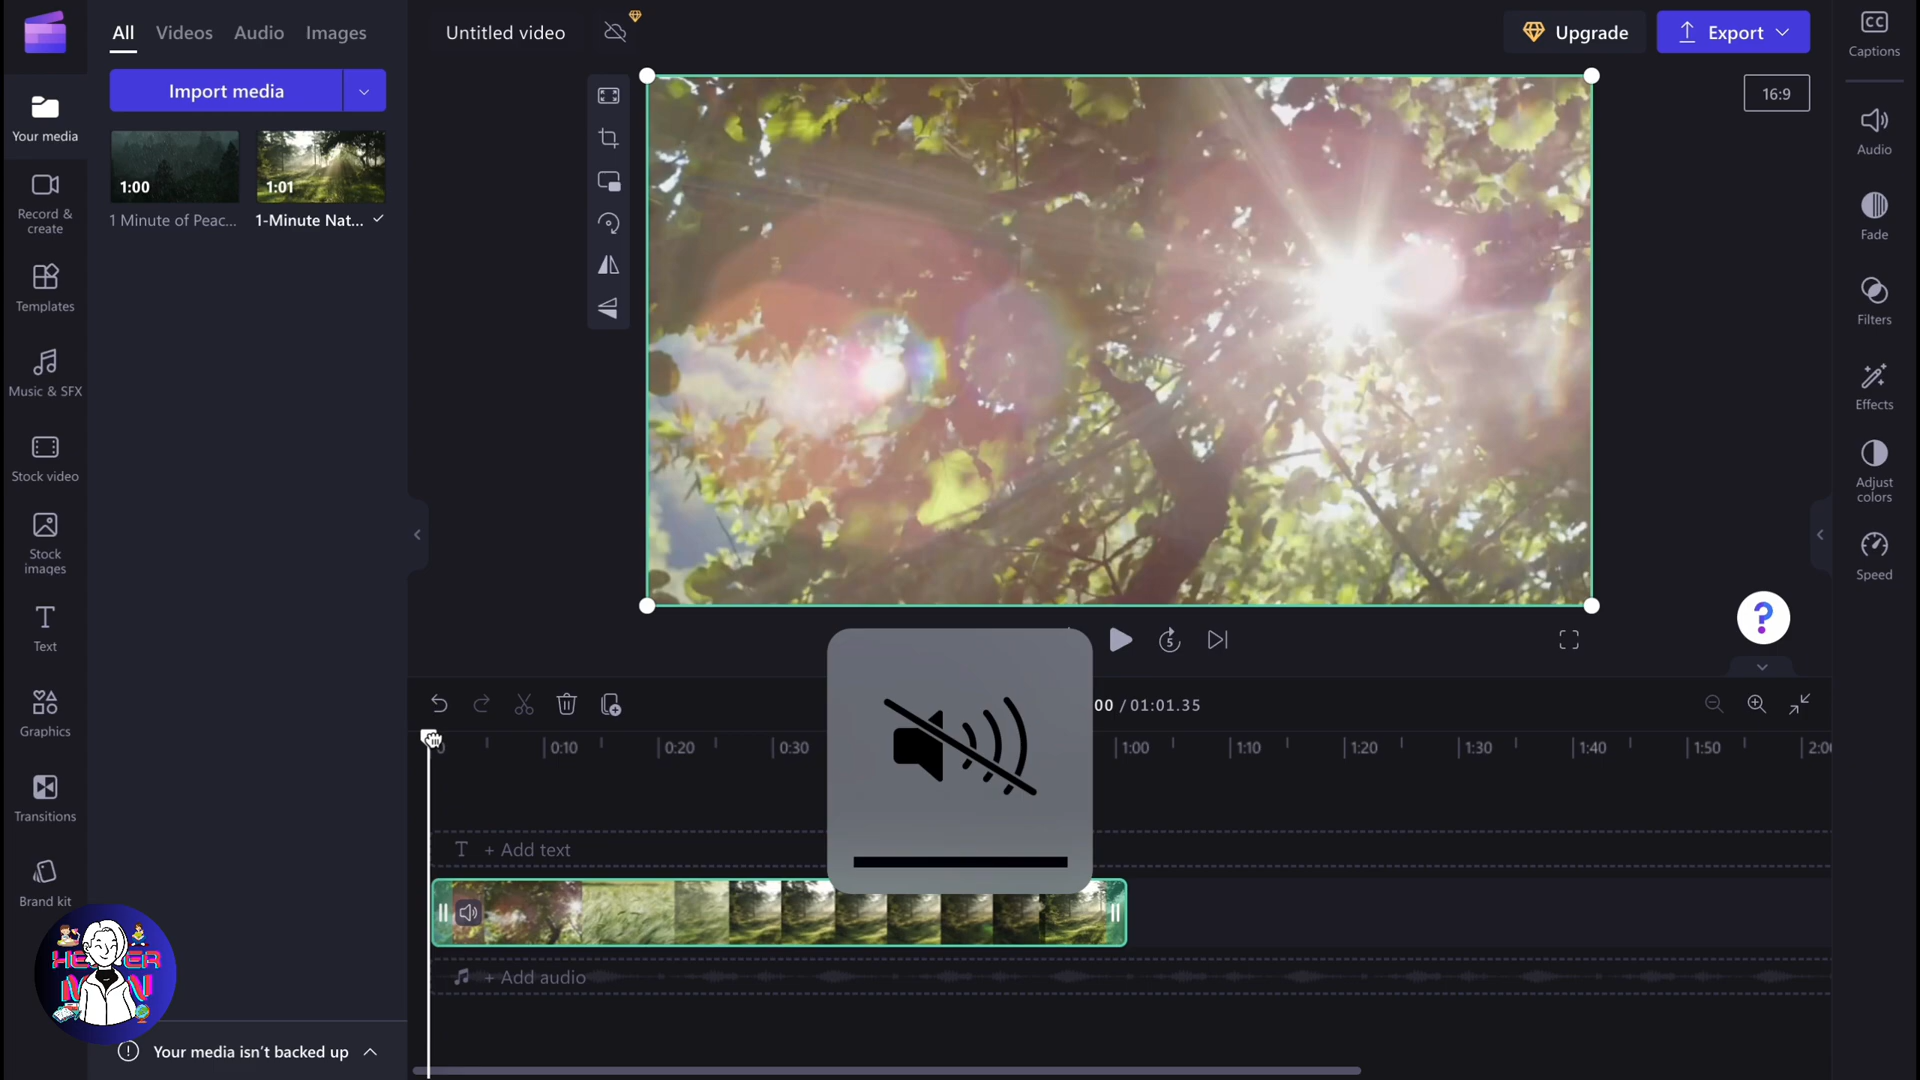 All Videos Audio Images
Import media
1:00
1:01
1 Minute of Peac...
1-Minute Nat...
Your media
Record &
create
Templates
Music & SFX
Stock video
Stock
images
Text
Graphics
Transitions
Brand kit
Your media isn't backed up
Untitled video
Upgrade
Export
16:9
CC
Captions
Audio
Fade
Filters
Effects
Adjust
colors
Speed
5
?
00 / 01:01.35
0 0:10 0:20 0:30 1:00 1:10 1:20 1:30 1:40 1:50
T + Add text
+ Add audio